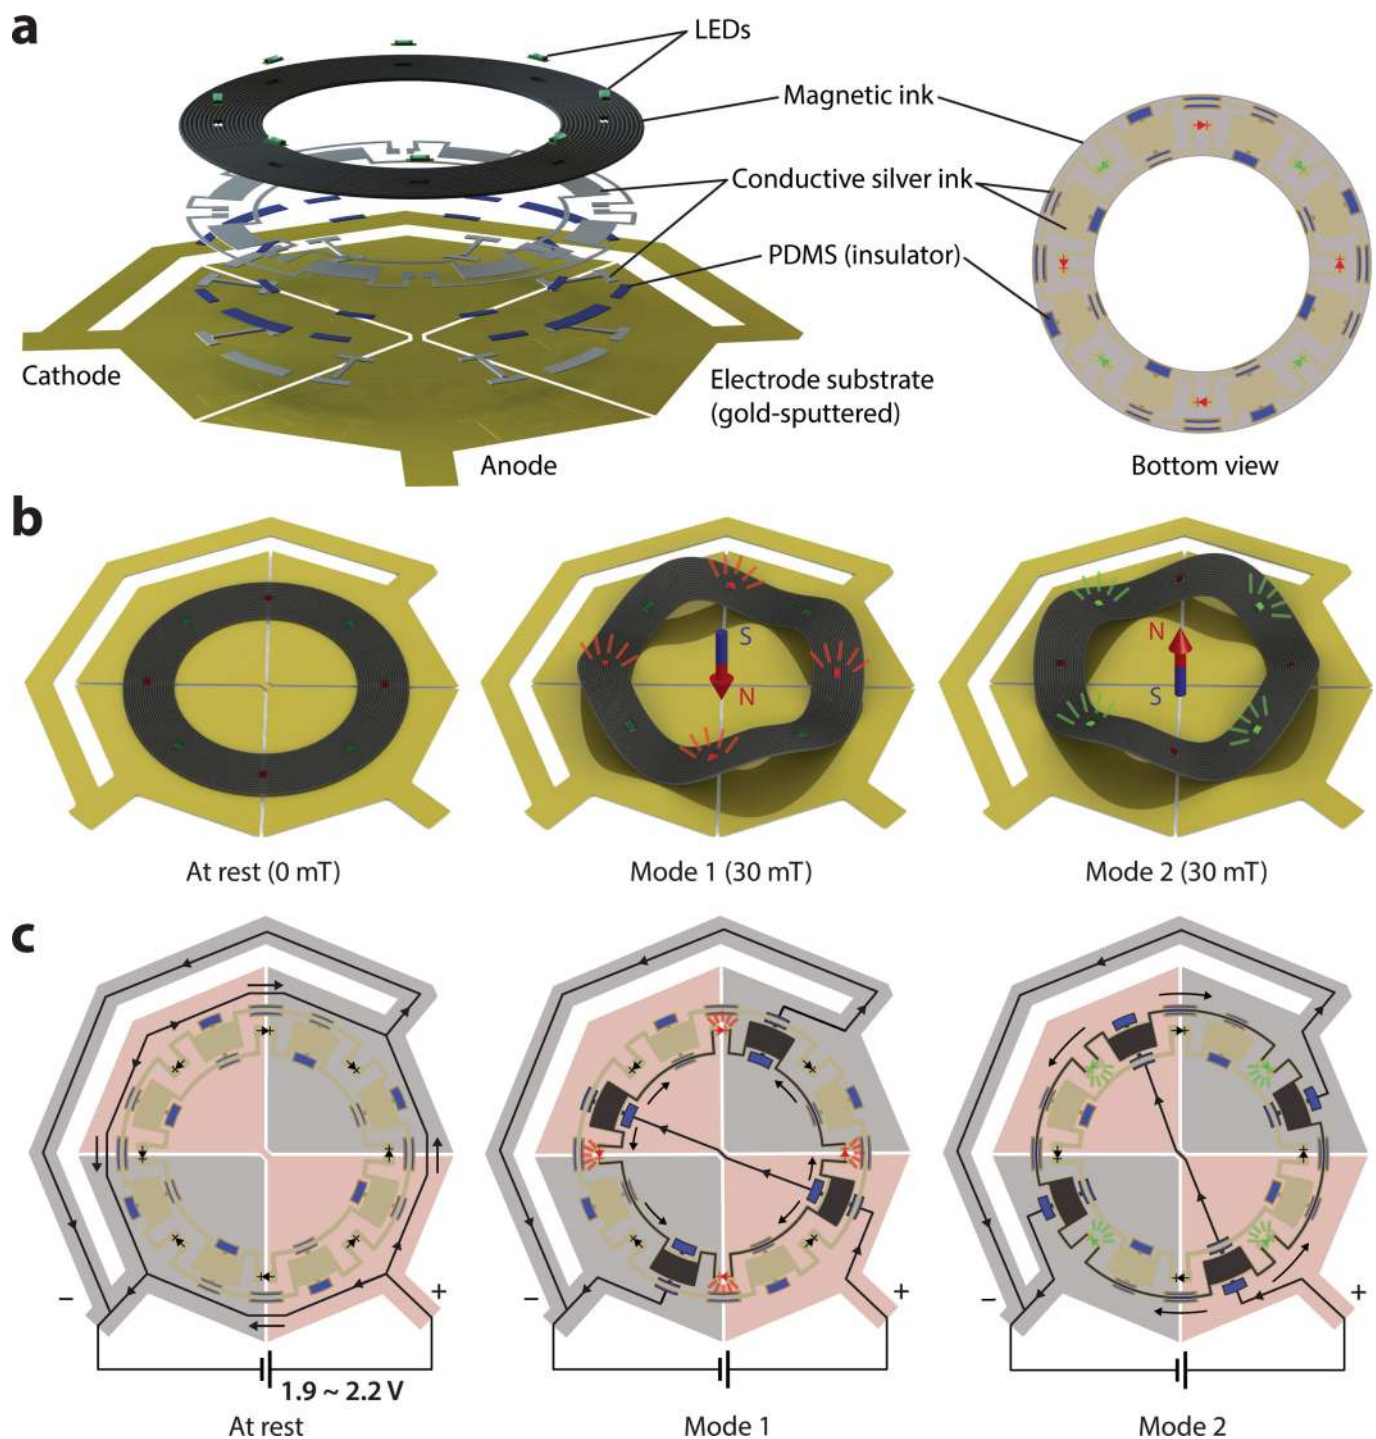 a
LEDs
Magnetic ink
Conductive silver ink
PDMS (insulator)
Cathode
Electrode substrate
(gold-sputtered)
Anode
Bottom view
b
S
N
N
S
At rest (0 mT)
Mode 1 (30 mT)
Mode 2 (30 mT)
c
–
+
–
+
–
+
1.9 ~ 2.2 V
At rest
Mode 1
Mode 2